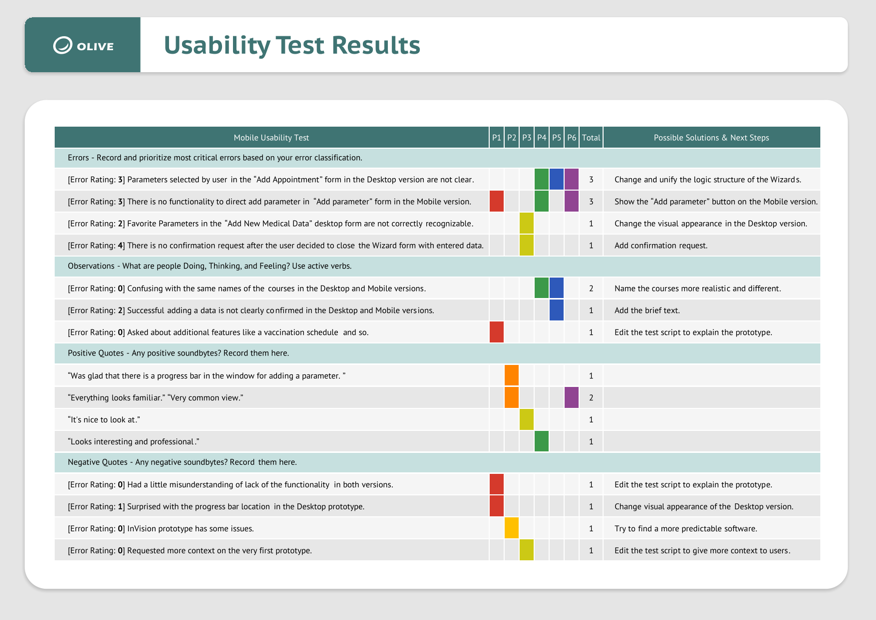 OLIVE
Usability Test Results
Mobile Usability Test P1 P2 P3 P4 P5 P6 Total Possible Solutions & Next Steps
Errors - Record and prioritize most critical errors based on your error classification.
[Error Rating: 3] Parameters selected by user in the “Add Appointment” form in the Desktop version are not clear. 3 Change and unify the logic structure of the Wizards.
[Error Rating: 3] There is no functionality to direct add parameter in “Add parameter” form in the Mobile version. 3 Show the “Add parameter” button on the Mobile version.
[Error Rating: 2] Favorite Parameters in the “Add New Medical Data” desktop form are not correctly recognizable. 1 Change the visual appearance in the Desktop version.
[Error Rating: 4] There is no confirmation request after the user decided to close the Wizard form with entered data. 1 Add confirmation request.
Observations - What are people Doing, Thinking, and Feeling? Use active verbs.
[Error Rating: 0] Confusing with the same names of the courses in the Desktop and Mobile versions. 2 Name the courses more realistic and different.
[Error Rating: 2] Successful adding a data is not clearly confirmed in the Desktop and Mobile versions. 1 Add the brief text.
[Error Rating: 0] Asked about additional features like a vaccination schedule and so. 1 Edit the test script to explain the prototype.
Positive Quotes - Any positive soundbytes? Record them here.
“Was glad that there is a progress bar in the window for adding a parameter. “ 1
“Everything looks familiar.” “Very common view.” 2
“It's nice to look at.” 1
“Looks interesting and professional.” 1
Negative Quotes - Any negative soundbytes? Record them here.
[Error Rating: 0] Had a little misunderstanding of lack of the functionality in both versions. 1 Edit the test script to explain the prototype.
[Error Rating: 1] Surprised with the progress bar location in the Desktop prototype. 1 Change visual appearance of the Desktop version.
[Error Rating: 0] InVision prototype has some issues. 1 Try to find a more predictable software.
[Error Rating: 0] Requested more context on the very first prototype. 1 Edit the test script to give more context to users.